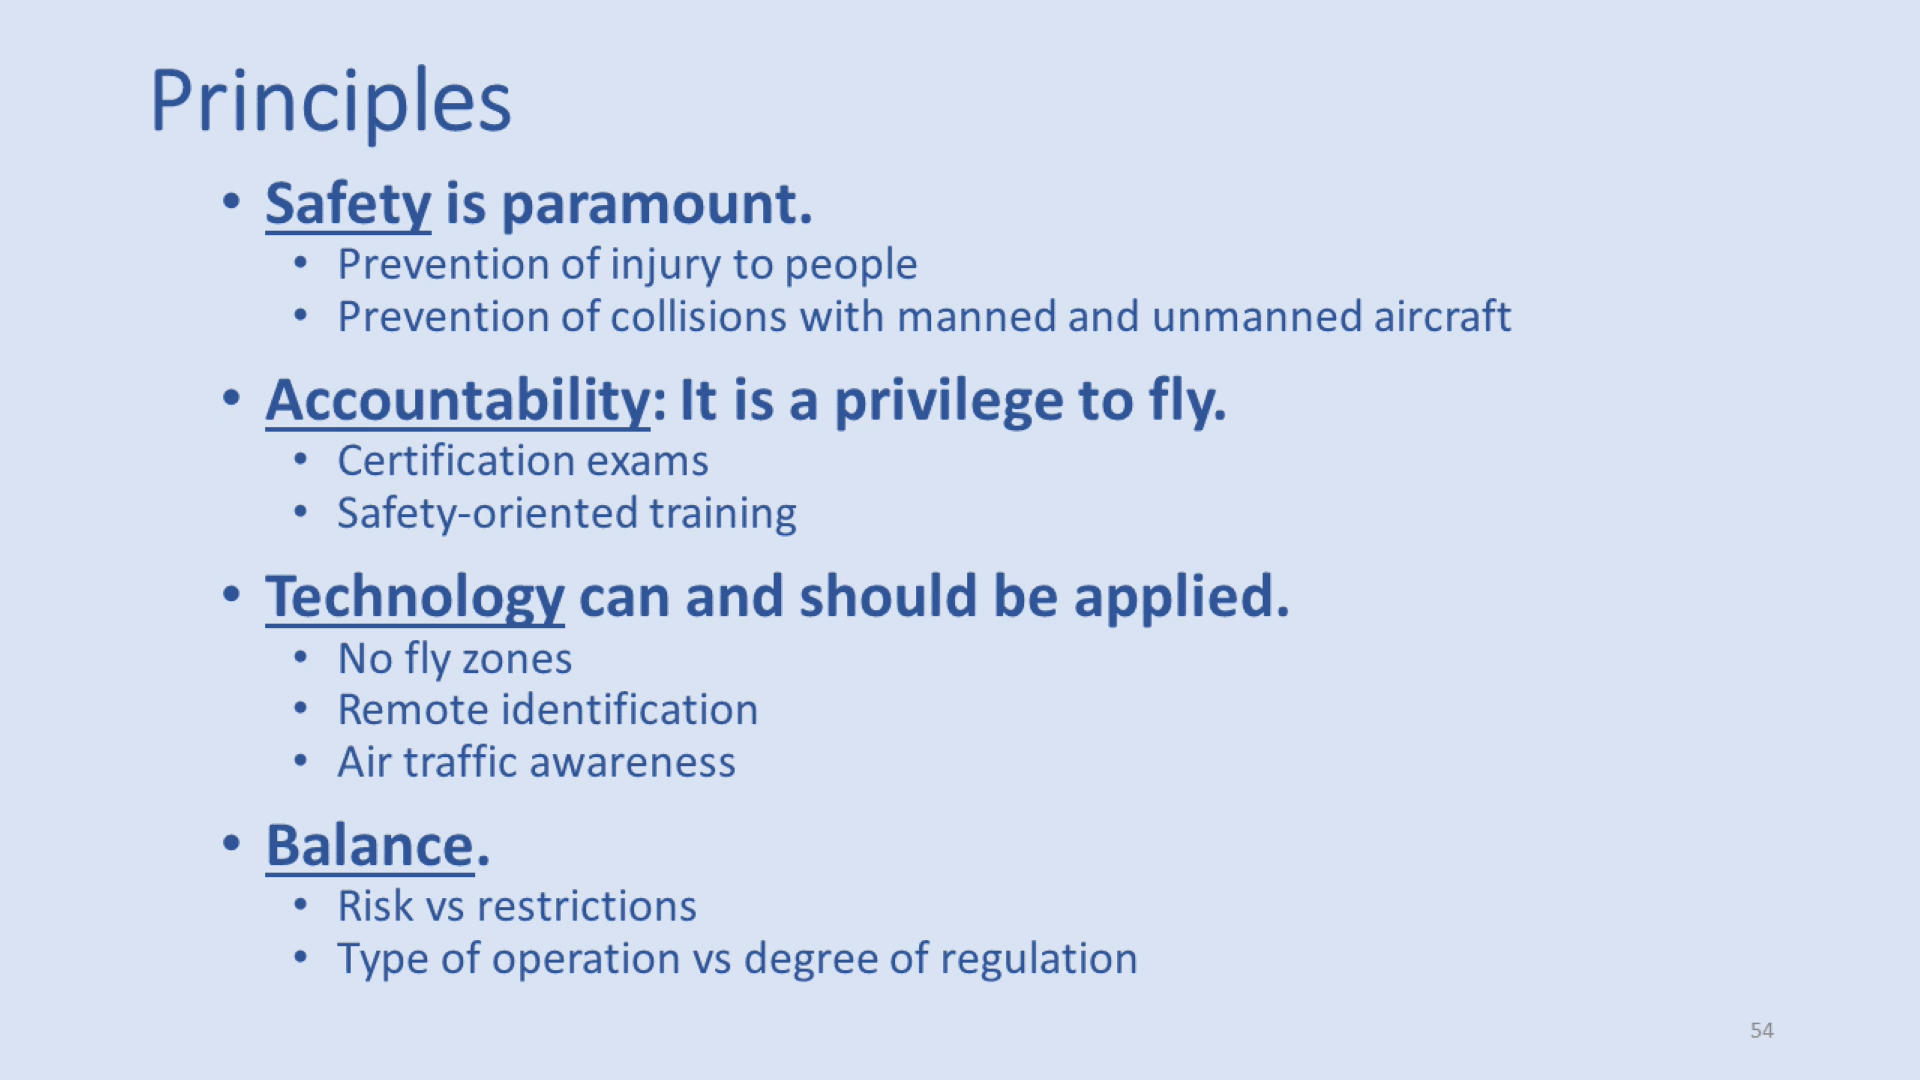 Principles
• Safety is paramount.
• Prevention of injury to people
• Prevention of collisions with manned and unmanned aircraft
• Accountability: It is a privilege to fly.
• Certification exams
• Safety-oriented training
• Technology can and should be applied.
• No fly zones
• Remote identification
• Air traffic awareness
• Balance.
• Risk vs restrictions
• Type of operation vs degree of regulation
54